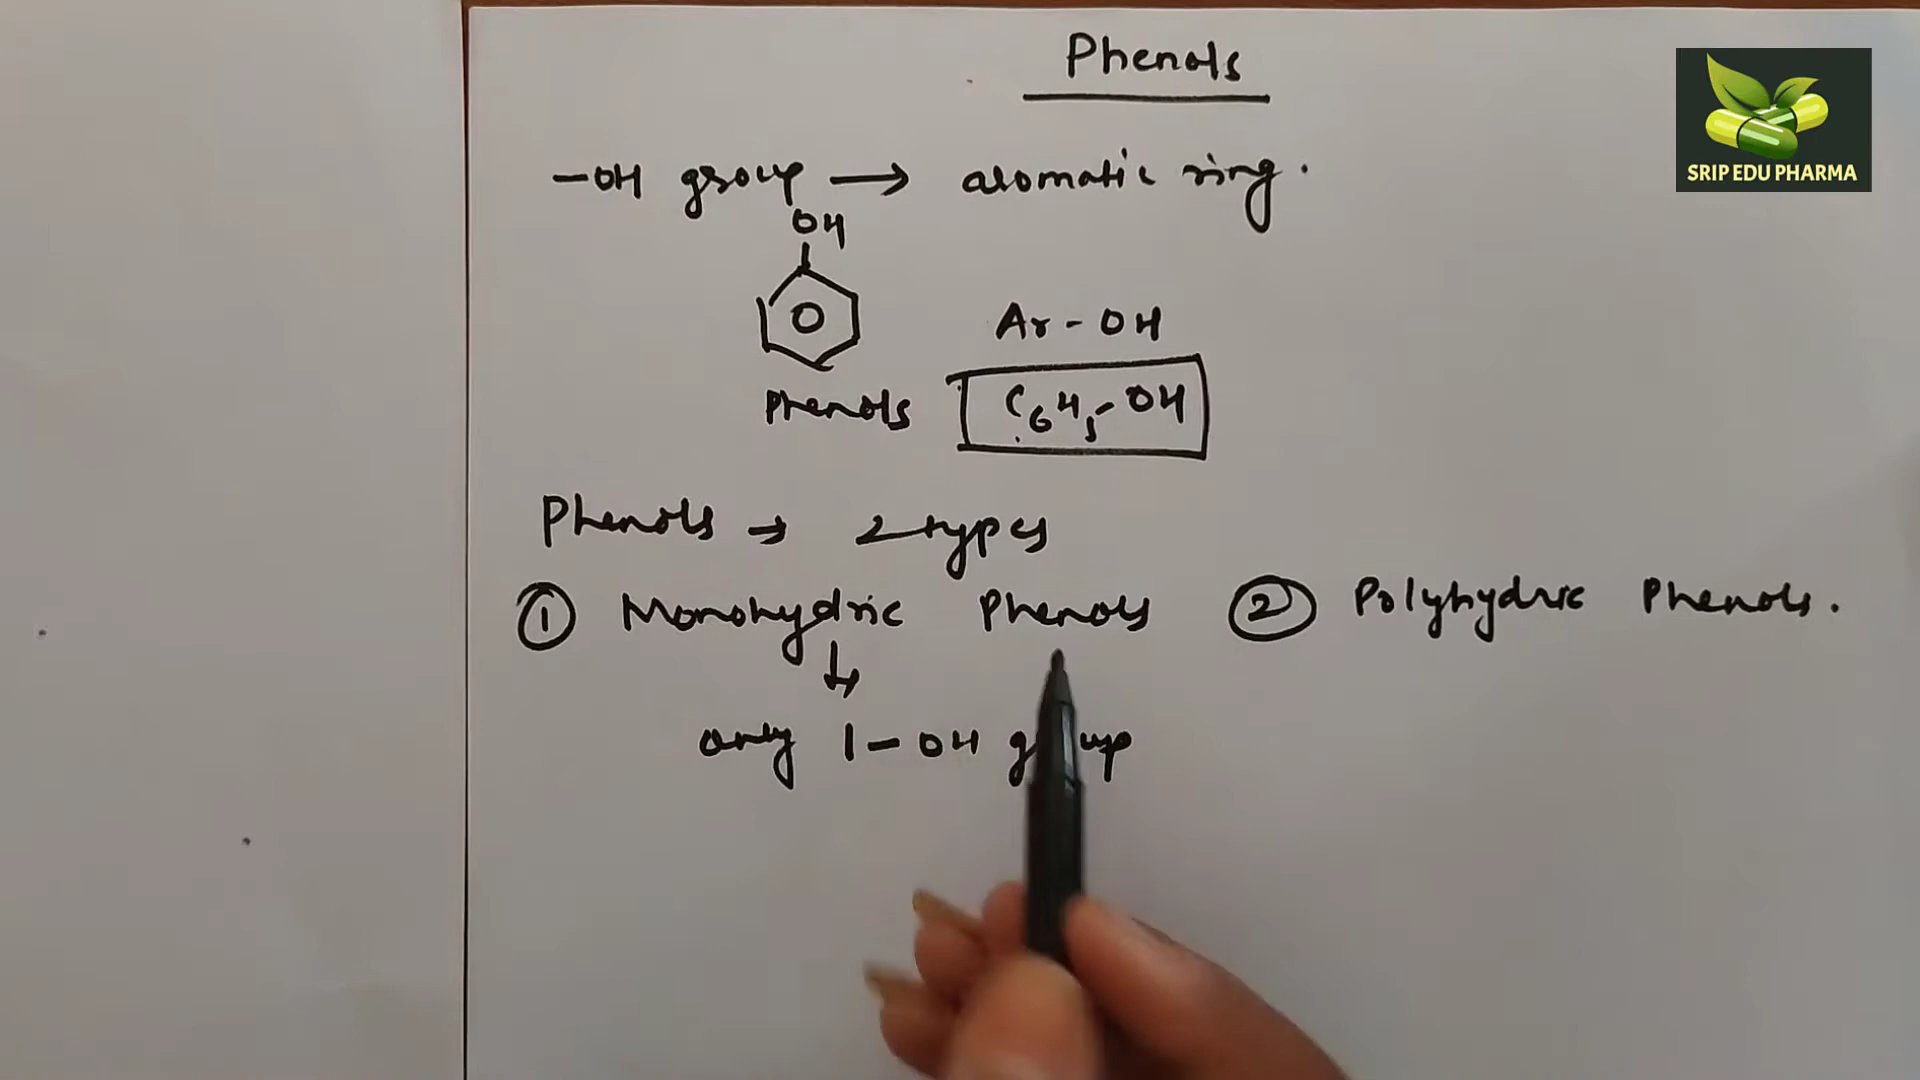 Phenols
SRIP EDU PHARMA
-OH group → aromatic ring.
OH
Ar - OH
Phenols
C6H5-OH
Phenols → 2 types
① Monohydric Phenols ② Polyhydric Phenols.
only 1 - OH group